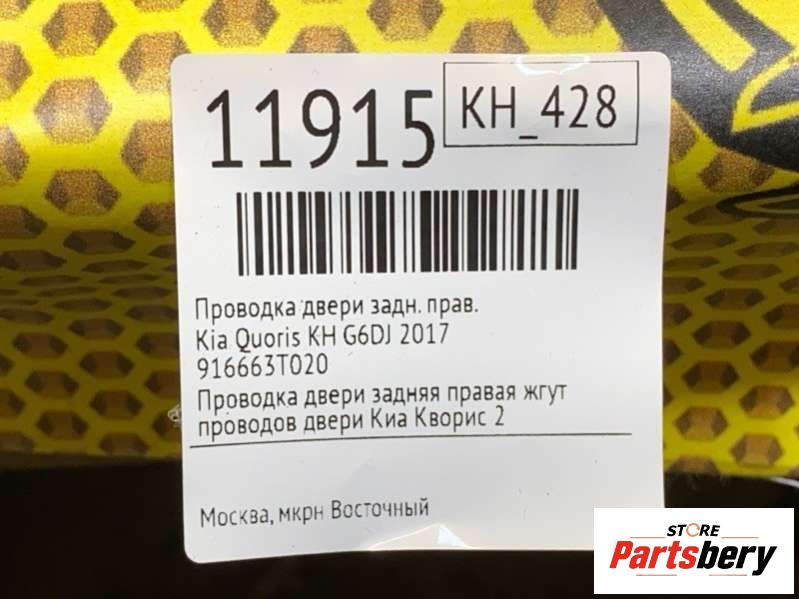 11915
KH_428
Проводка двери задн. прав.
Kia Quoris KH G6DJ 2017
916663T020
Проводка двери задняя правая жгут
проводов двери Киа Кворис 2
Москва, мкрн Восточный
STORE
Partsbery